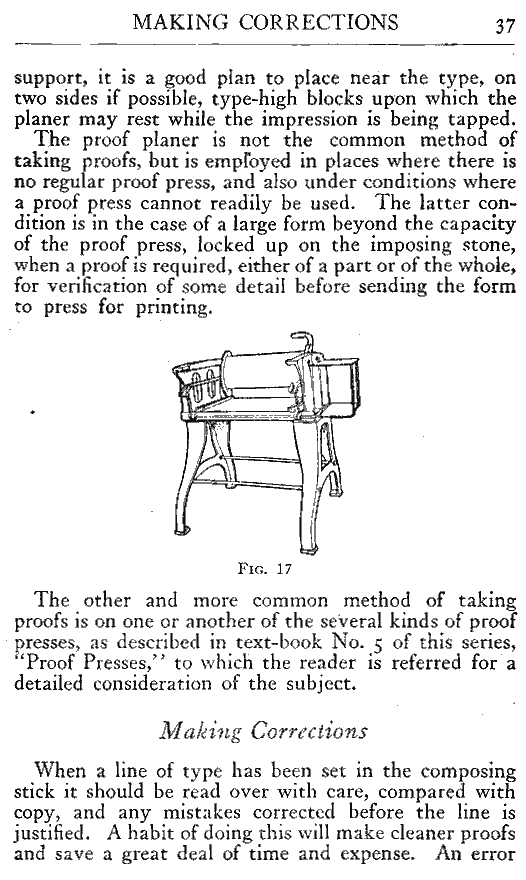 MAKING CORRECTIONS 37
support, it is a good plan to place near the type, on
two sides if possible, type-high blocks upon which the
planer may rest while the impression is being tapped.
The proof planer is not the common method of
taking proofs, but is employed in places where there is
no regular proof press, and also under conditions where
a proof press cannot readily be used. The latter con-
dition is in the case of a large form beyond the capacity
of the proof press, locked up on the imposing stone,
when a proof is required, either of a part or of the whole,
for verification of some detail before sending the form
to press for printing.
Fig. 17
The other and more common method of taking
proofs is on one or another of the several kinds of proof
presses, as described in text-book No. 5 of this series,
“Proof Presses,” to which the reader is referred for a
detailed consideration of the subject.
Making Corrections
When a line of type has been set in the composing
stick it should be read over with care, compared with
copy, and any mistakes corrected before the line is
justified. A habit of doing this will make cleaner proofs
and save a great deal of time and expense. An error